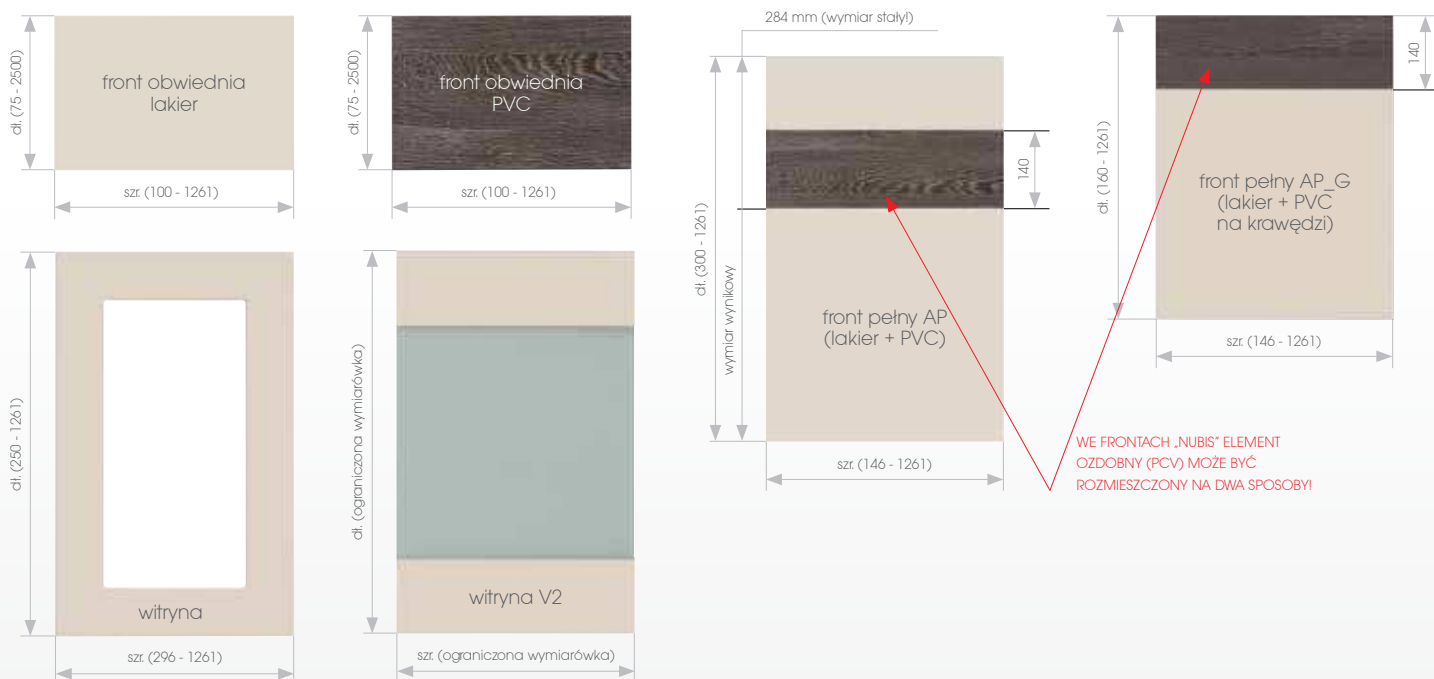 dł. (75 - 2500)
front obwiednia
lakier
szr. (100 - 1261)
dł. (75 - 2500)
front obwiednia
PVC
szr. (100 - 1261)
284 mm (wymiar stały!)
dł. (300 - 1261)
wymiar wynikowy
140
front pełny AP
(lakier + PVC)
szr. (146 - 1261)
dł. (160 - 1261)
140
front pełny AP_G
(lakier + PVC
na krawędzi)
szr. (146 - 1261)
WE FRONTACH „NUBIS” ELEMENT
OZDOBNY (PCV) MOŻE BYĆ
ROZMIESZCZONY NA DWA SPOSOBY!
dł. (250 - 1261)
witryna
szr. (296 - 1261)
dł. (ograniczona wymiarówka)
witryna V2
szr. (ograniczona wymiarówka)